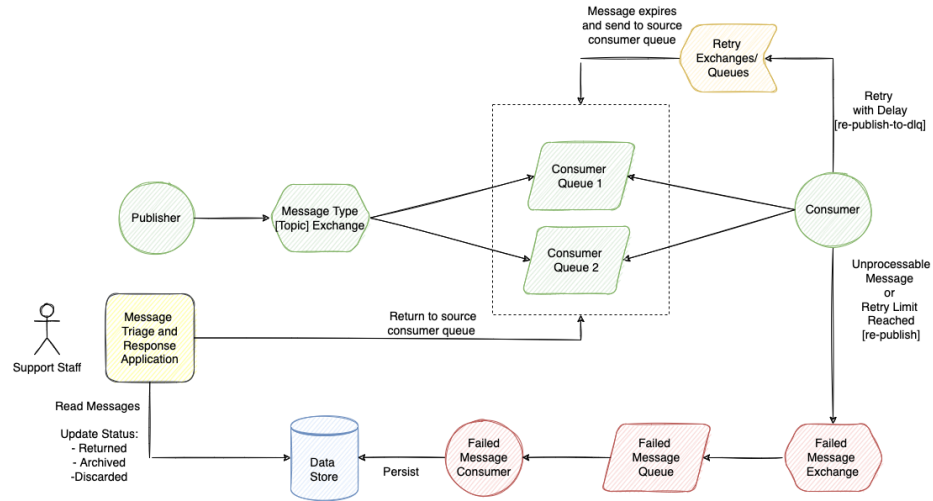 Message expires
and send to source
consumer queue
Retry
Exchanges/
Queues
Retry
with Delay
[re-publish-to-dlq]
Publisher
Message Type
[Topic] Exchange
Consumer
Queue 1
Consumer
Queue 2
Consumer
Unprocessable
Message
or
Retry Limit
Reached
[re-publish]
Support Staff
Message
Triage and
Response
Application
Return to source
consumer queue
Read Messages
Update Status:
- Returned
- Archived
-Discarded
Data
Store
Persist
Failed
Message
Consumer
Failed
Message
Queue
Failed
Message
Exchange